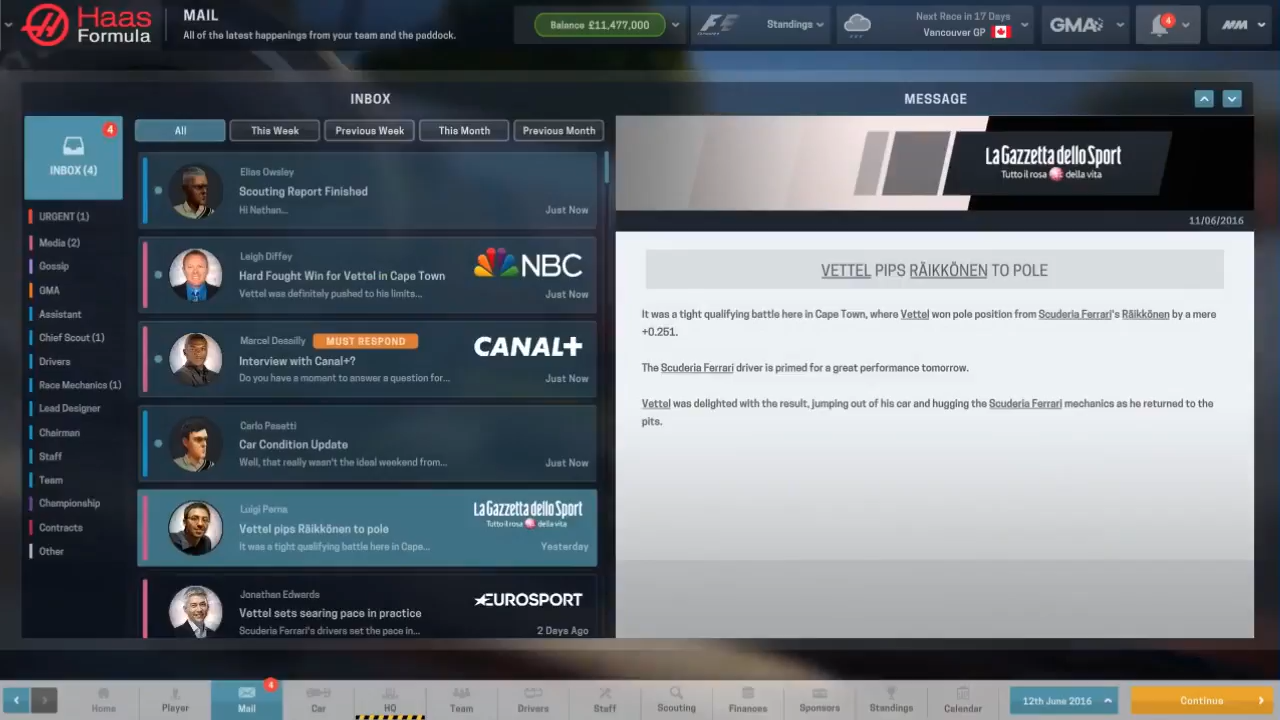 Haas
Formula
MAIL
All of the latest happenings from your team and the paddock.
Balance £11,477,000
Standings
Next Race in 17 Days
Vancouver GP
GMA
4
INBOX
MESSAGE
4
INBOX (4)
All
This Week
Previous Week
This Month
Previous Month
URGENT (1)
Media (2)
Gossip
GMA
Assistant
Chief Scout (1)
Drivers
Race Mechanics (1)
Lead Designer
Chairman
Staff
Team
Championship
Contracts
Other
Elias Owsley
Scouting Report Finished
Hi Nathan...
Just Now
Leigh Diffey
Hard Fought Win for Vettel in Cape Town
Vettel was definitely pushed to his limits...
NBC
Just Now
Marcel Desailly
MUST RESPOND
Interview with Canal+?
Do you have a moment to answer a question for...
CANAL+
Just Now
Carlo Pasetti
Car Condition Update
Well, that really wasn't the ideal weekend from...
Just Now
Luigi Perna
Vettel pips Räikkönen to pole
It was a tight qualifying battle here in Cape...
La Gazzetta dello Sport
Tutto il rosa della vita
Yesterday
Jonathan Edwards
Vettel sets searing pace in practice
Scuderia Ferrari's drivers set the pace in...
EUROSPORT
2 Days Ago
La Gazzetta dello Sport
Tutto il rosa della vita
11/06/2016
VETTEL PIPS RÄIKKÖNEN TO POLE
It was a tight qualifying battle here in Cape Town, where Vettel won pole position from Scuderia Ferrari's Räikkönen by a mere
+0.251.
The Scuderia Ferrari driver is primed for a great performance tomorrow.
Vettel was delighted with the result, jumping out of his car and hugging the Scuderia Ferrari mechanics as he returned to the
pits.
Home
Player
Mail
4
Car
HQ
Team
Drivers
Staff
Scouting
Finances
Sponsors
Standings
Calendar
12th June 2016
Continue